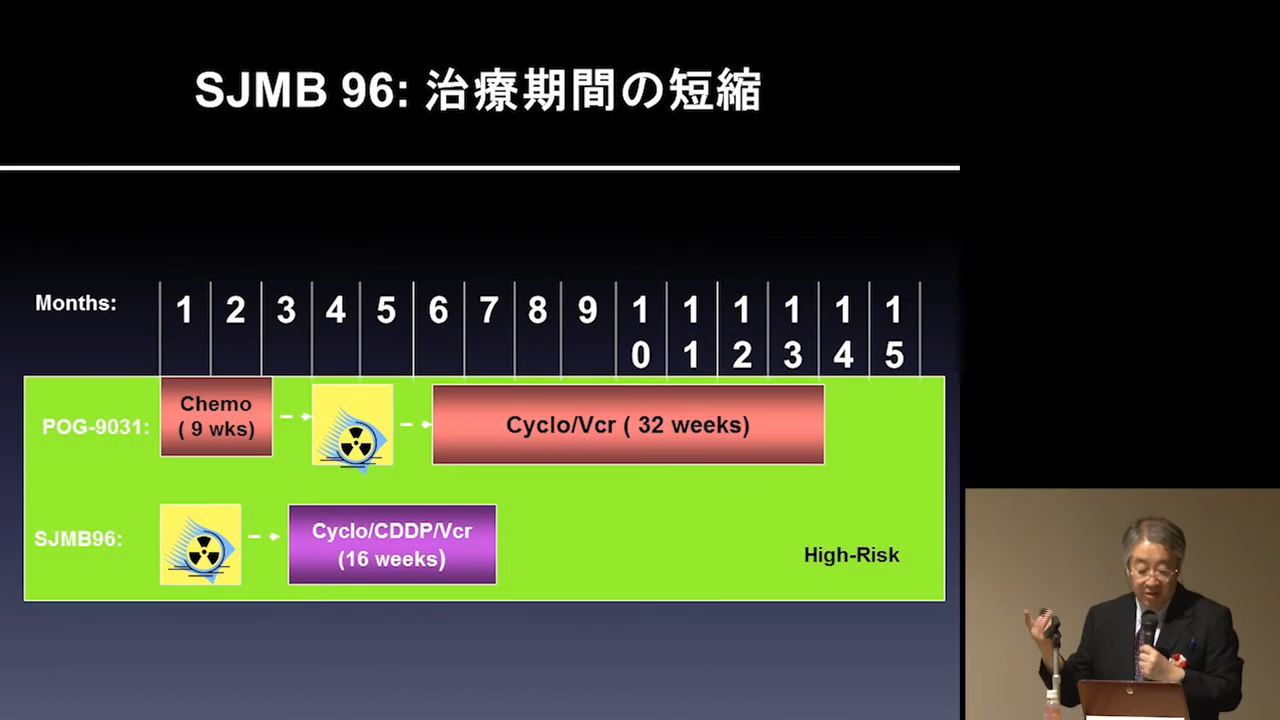 SJMB 96: 治療期間の短縮
Months: 1 2 3 4 5 6 7 8 9 10 11 12 13 14 15
POG-9031:
Chemo
( 9 wks)
Cyclo/Vcr ( 32 weeks)
SJMB96:
Cyclo/CDDP/Vcr
(16 weeks)
High-Risk